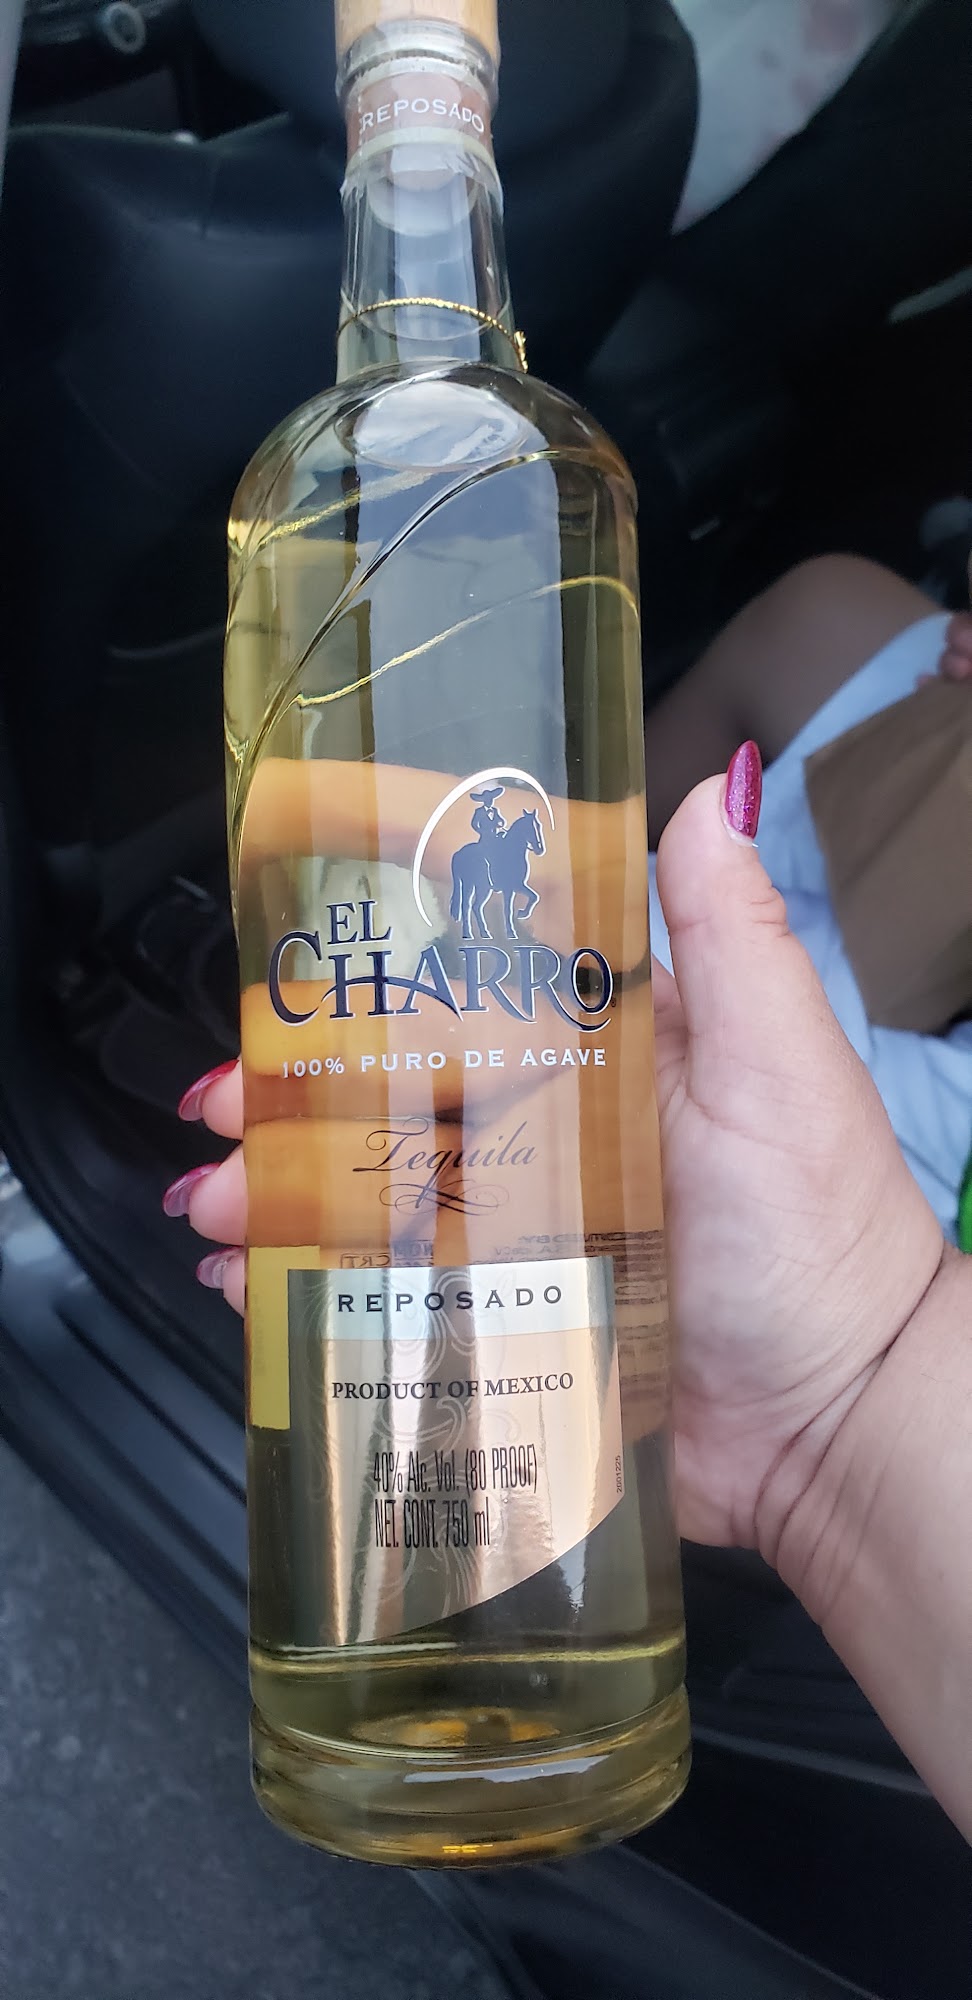 REPOSADO
EL
CHARRO
100% PURO DE AGAVE
Tequila
REPOSADO
PRODUCT OF MEXICO
40% Alc. Vol. (80 PROOF)
NET. CONT. 750 ml